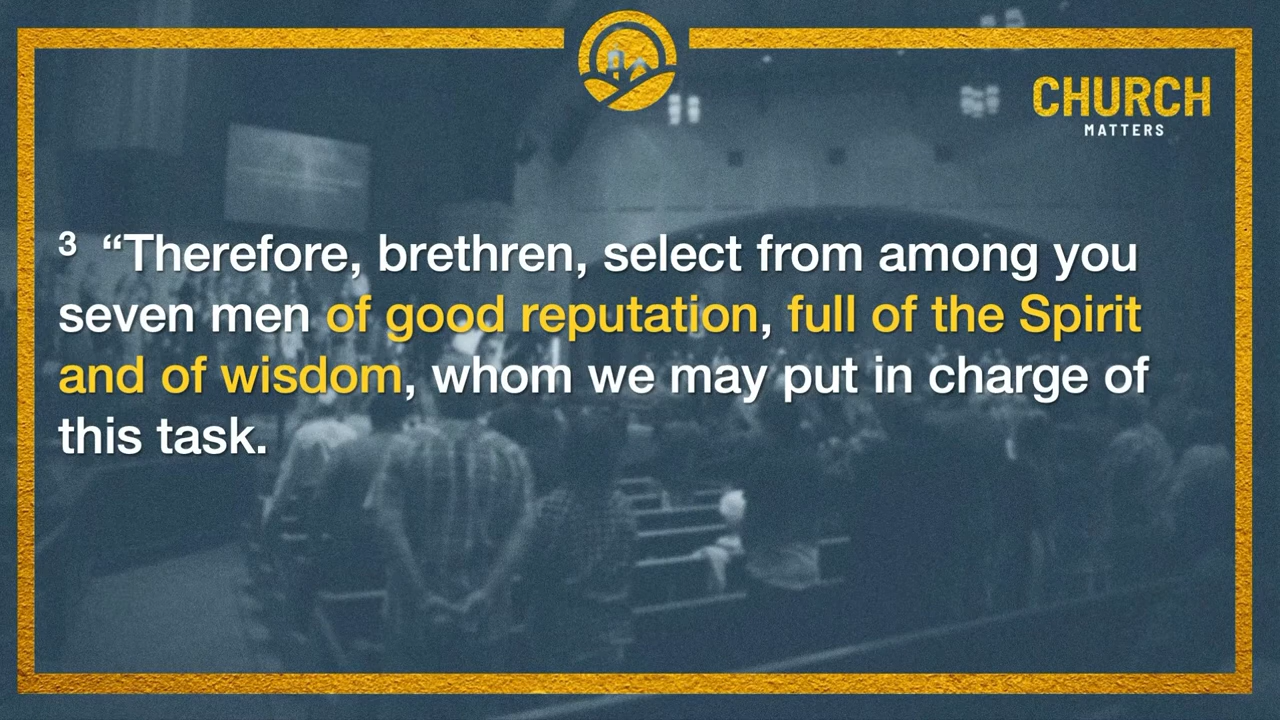 CHURCH
MATTERS
3 “Therefore, brethren, select from among you
seven men of good reputation, full of the Spirit
and of wisdom, whom we may put in charge of
this task.